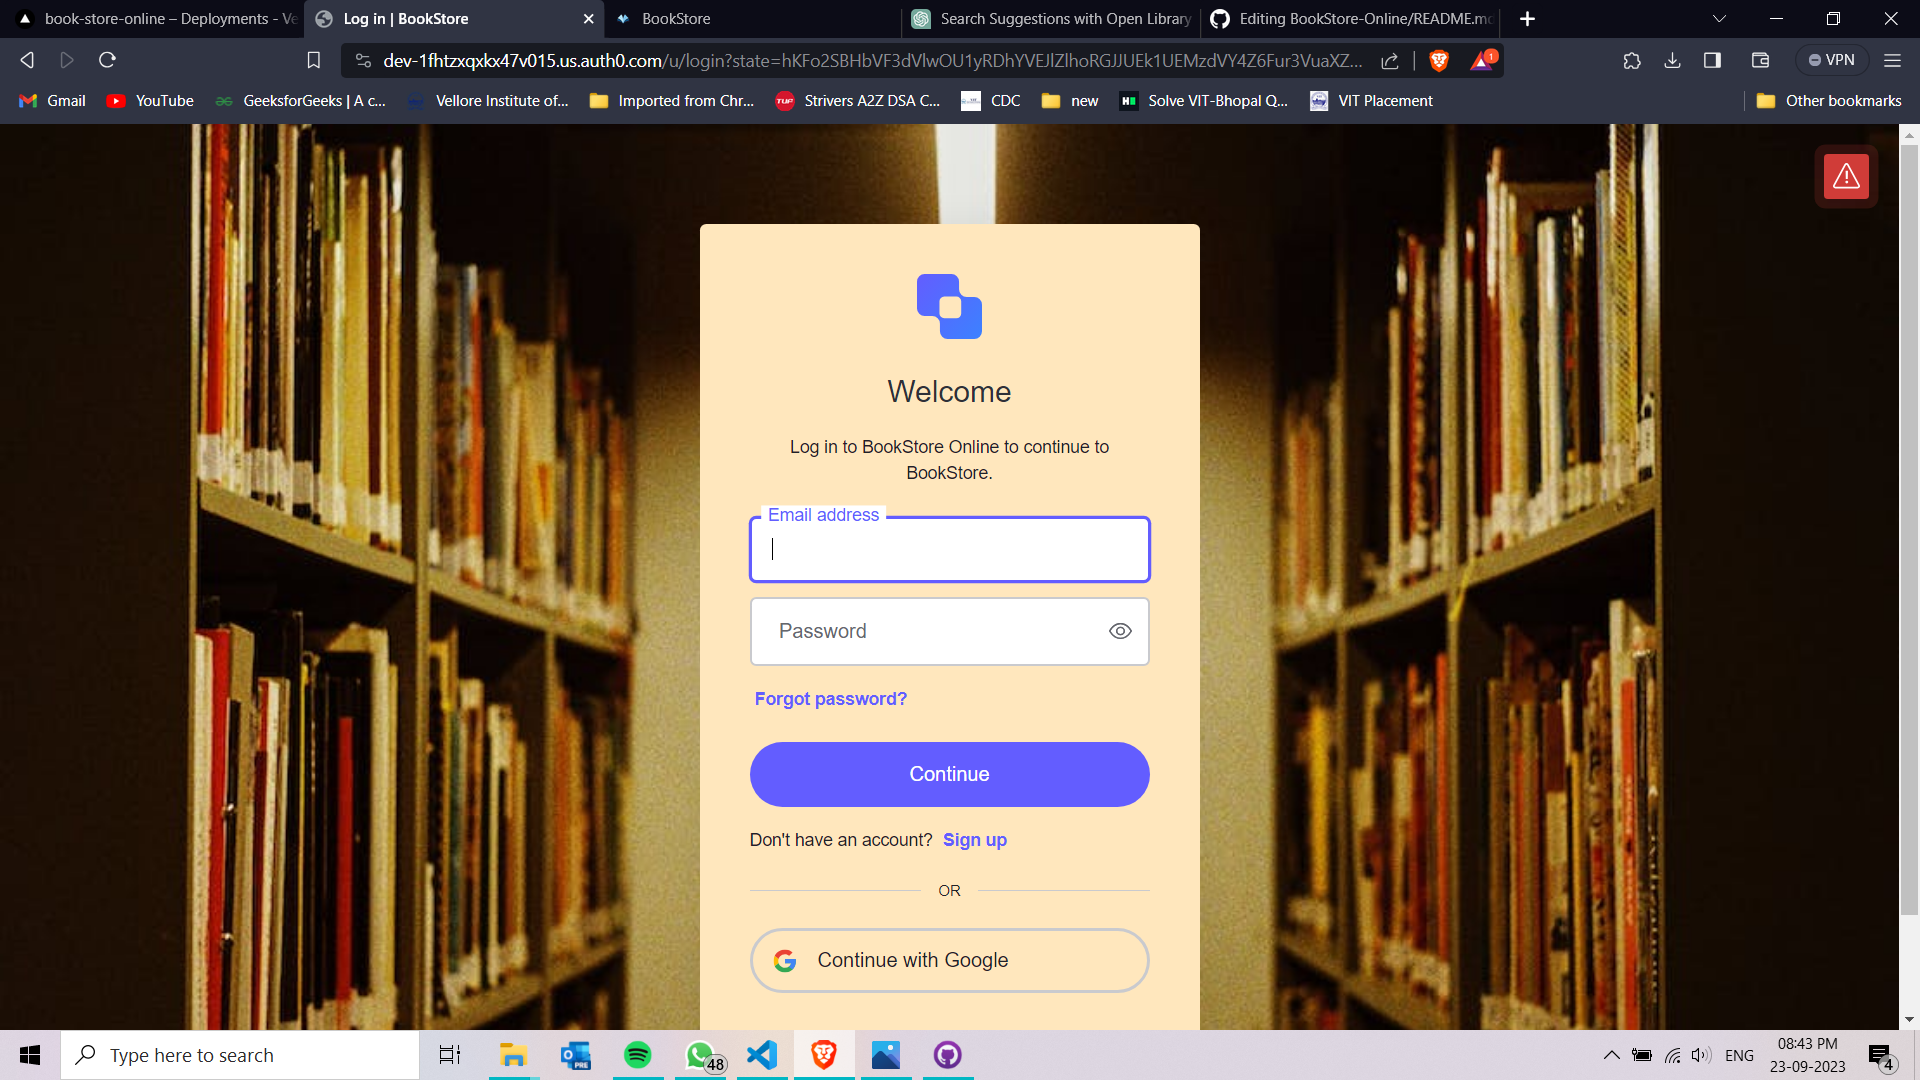 book-store-online – Deployments - Ve
Log in | BookStore
BookStore
Search Suggestions with Open Library
Editing BookStore-Online/README.md
dev-1fhtzxqxkx47v015.us.auth0.com/u/login?state=hKFo2SBHbVF3dVlwOU1yRDhYVEJlZlhoRGJJUEk1UEMzdVY4Z6Fur3VuaXZ...
1
VPN
Gmail
YouTube
GeeksforGeeks | A c...
Vellore Institute of...
Imported from Chr...
TUF
Strivers A2Z DSA C...
CDC
new
Solve VIT-Bhopal Q...
VIT Placement
Other bookmarks
Welcome
Log in to BookStore Online to continue to
BookStore.
Email address
Password
Forgot password?
Continue
Don't have an account? Sign up
OR
Continue with Google
Type here to search
PRE
48
ENG
08:43 PM
23-09-2023
4